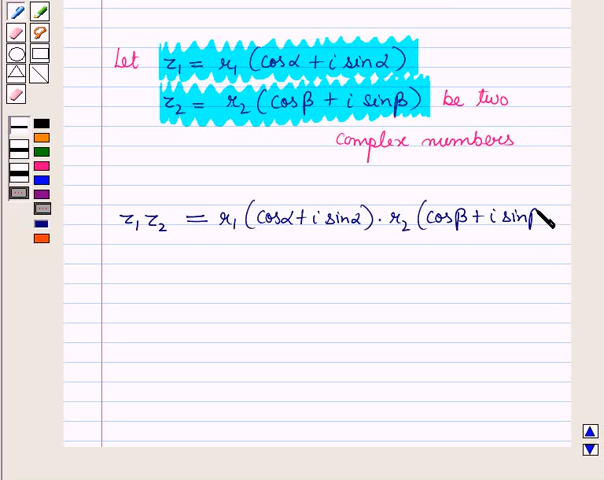 Let z₁ = r₁ (cosα + i sinα)
z₂ = r₂ (cosβ + i sinβ) be two
complex numbers
z₁ z₂ = r₁ (cosα + i sinα) . r₂ (cosβ + i sinβ